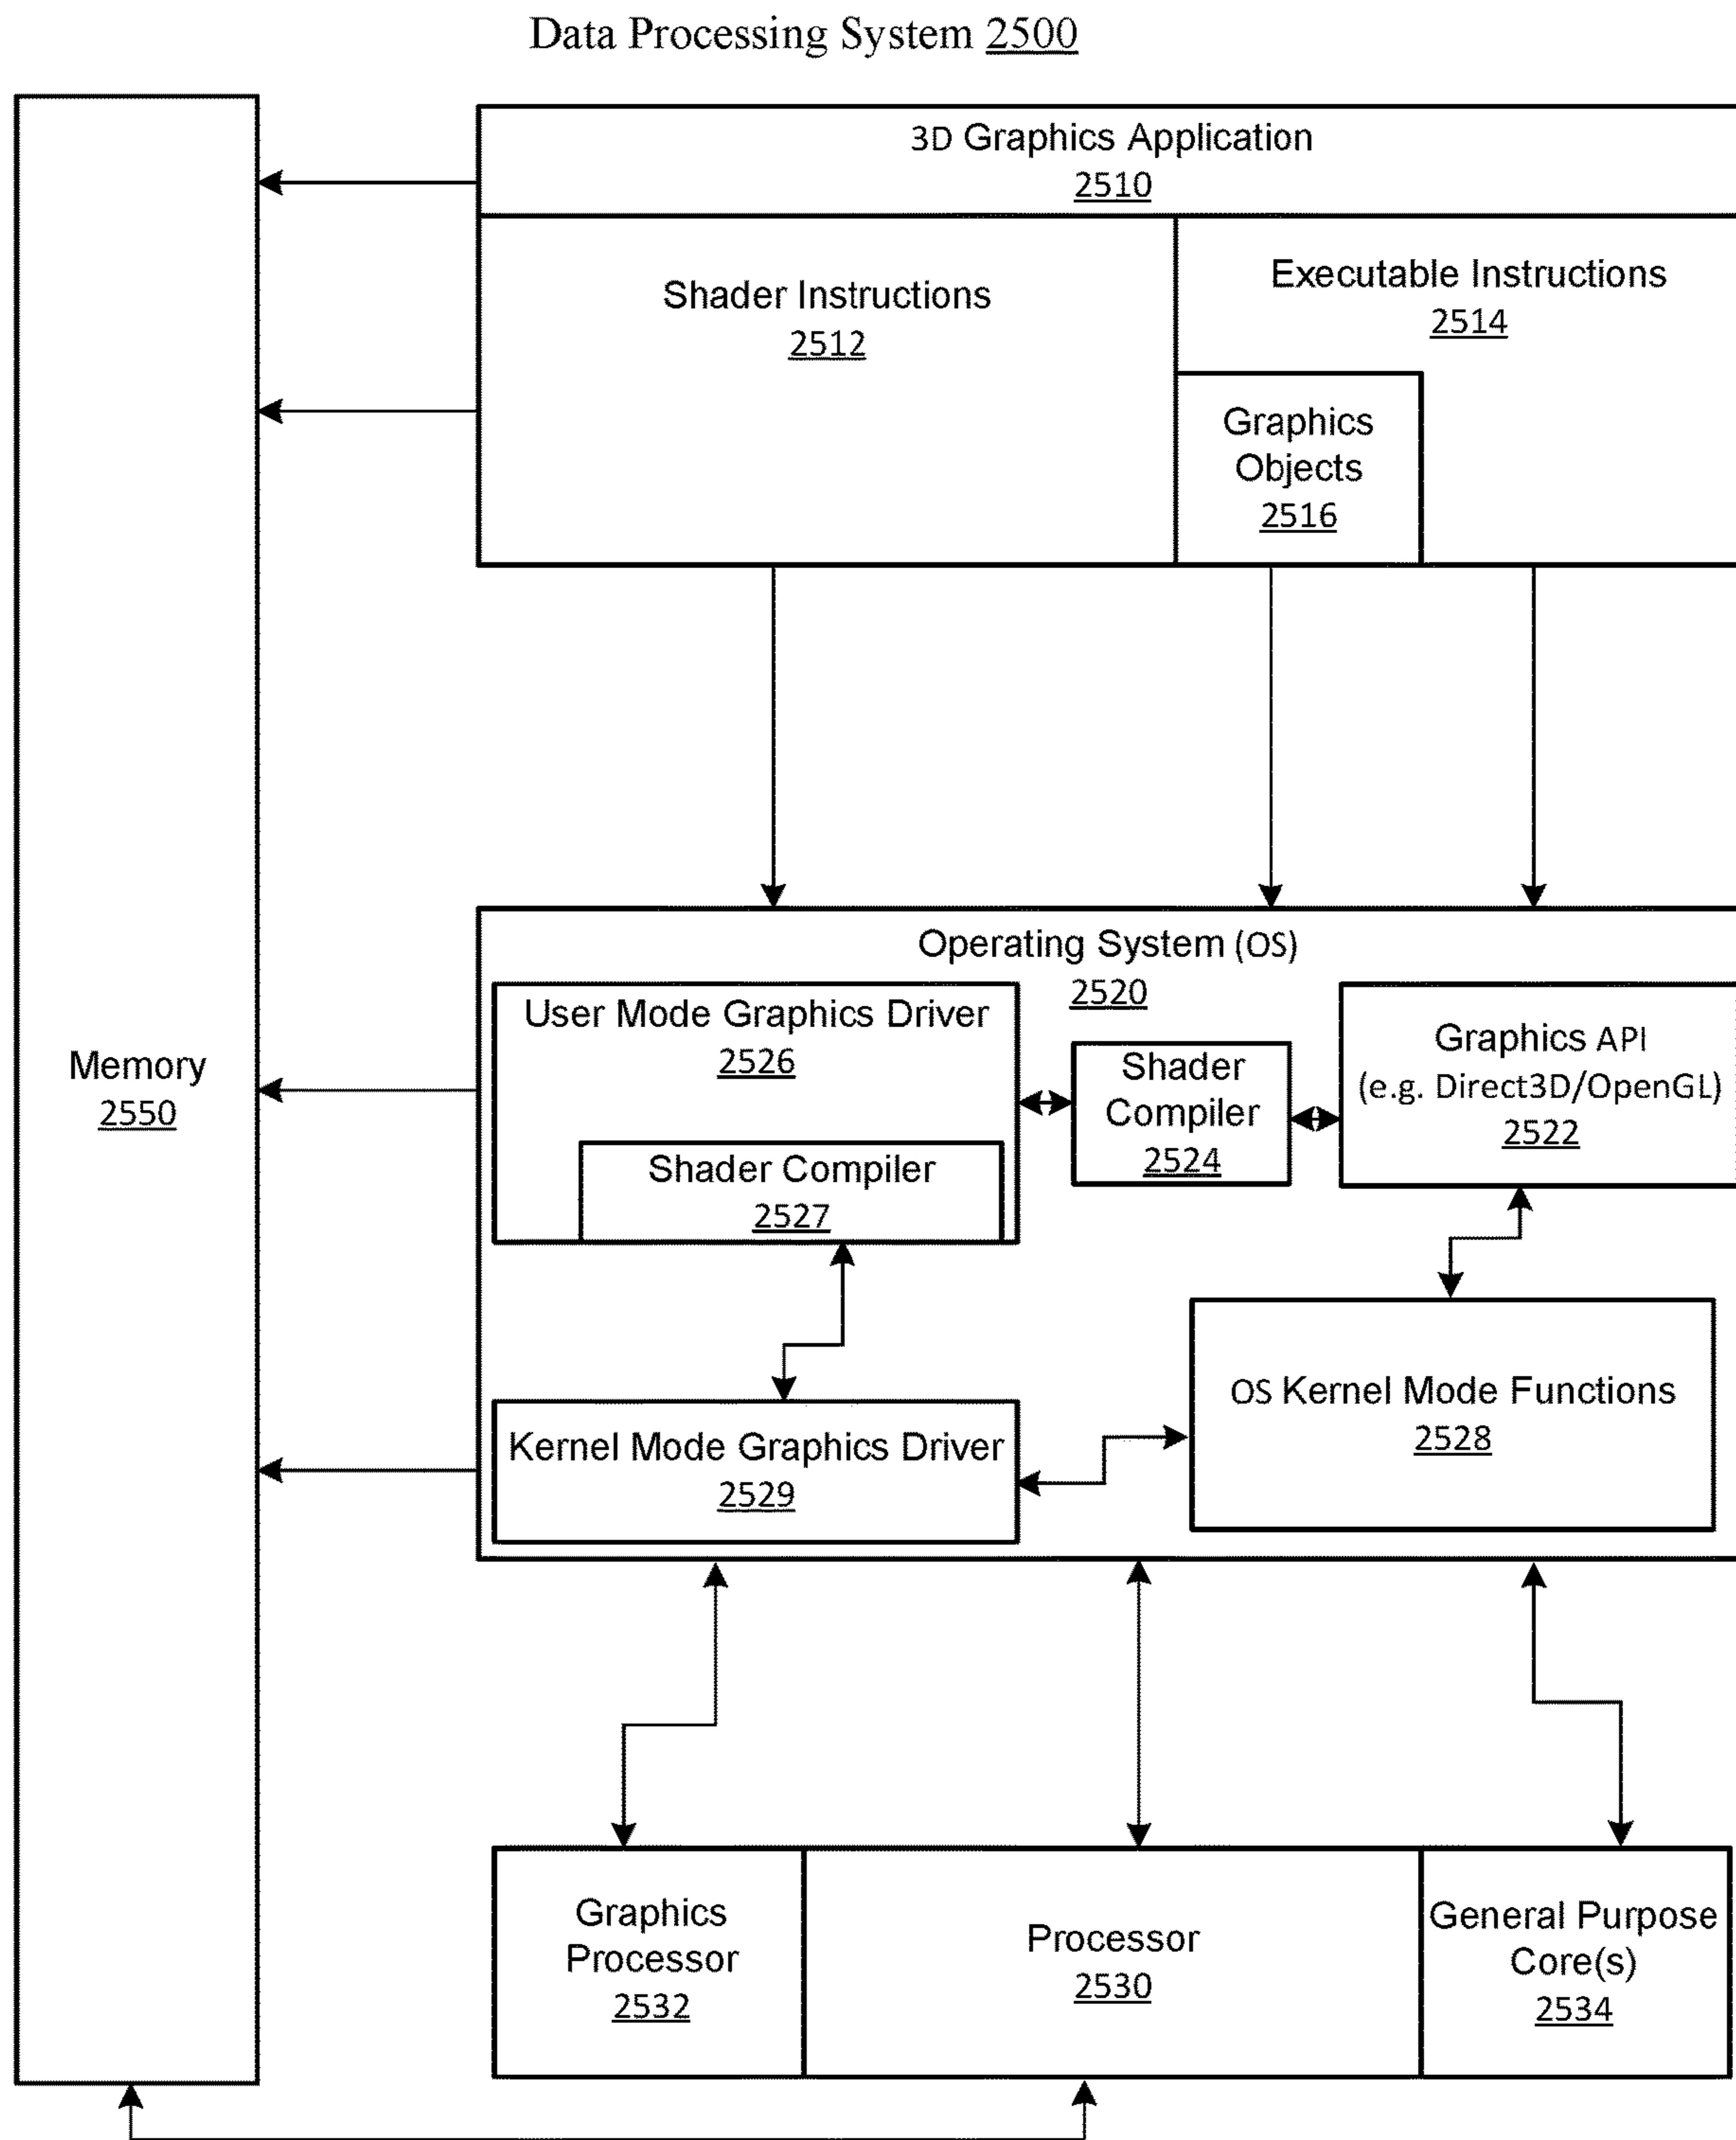 Data Processing System 2500
3D Graphics Application
2510
Shader Instructions
2512
Executable Instructions
2514
Graphics
Objects
2516
Memory
2550
Operating System (OS)
2520
User Mode Graphics Driver
2526
Shader Compiler
2527
Shader
Compiler
2524
Graphics API
(e.g. Direct3D/OpenGL)
2522
Kernel Mode Graphics Driver
2529
OS Kernel Mode Functions
2528
Graphics
Processor
2532
Processor
2530
General Purpose
Core(s)
2534